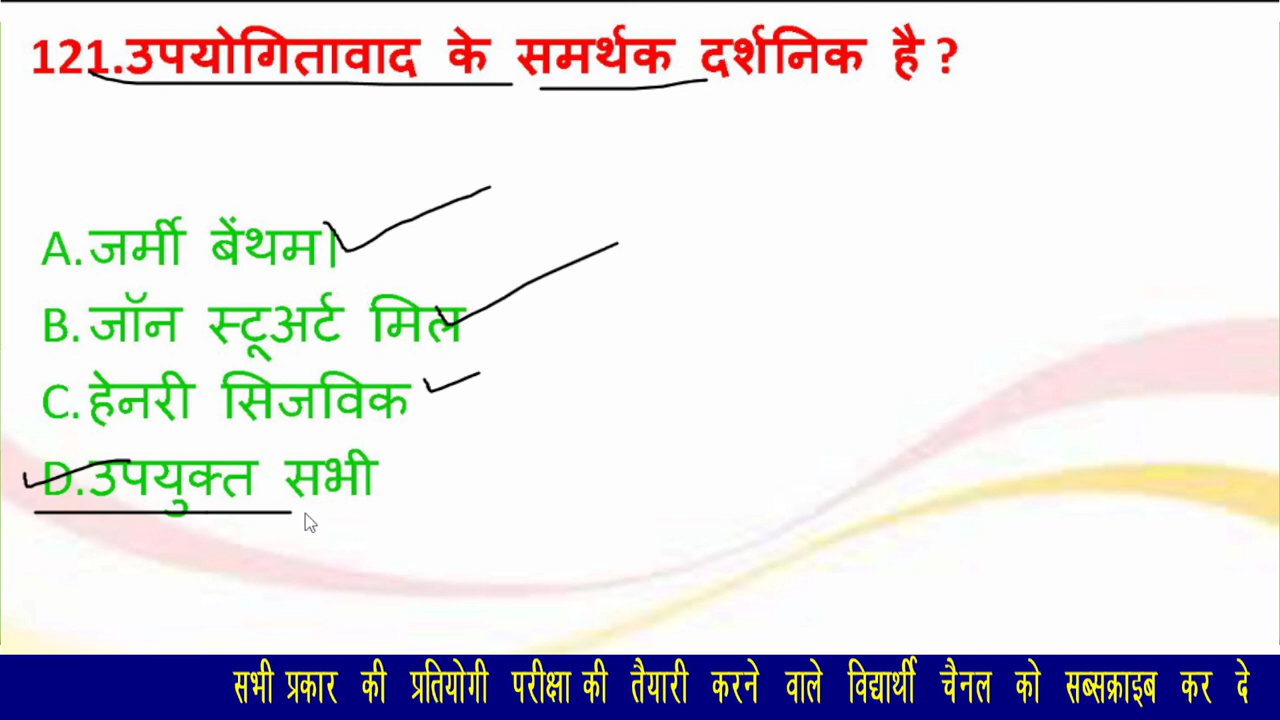 121.उपयोगितावाद के समर्थक दर्शनिक है ?
A.जर्मी बेंथम|
B.जॉन स्टूअर्ट मिल
C.हेनरी सिजविक
D.उपयुक्त सभी
सभी प्रकार की प्रतियोगी परीक्षा की तैयारी करने वाले विद्यार्थी चैनल को सब्सक्राइब कर दे